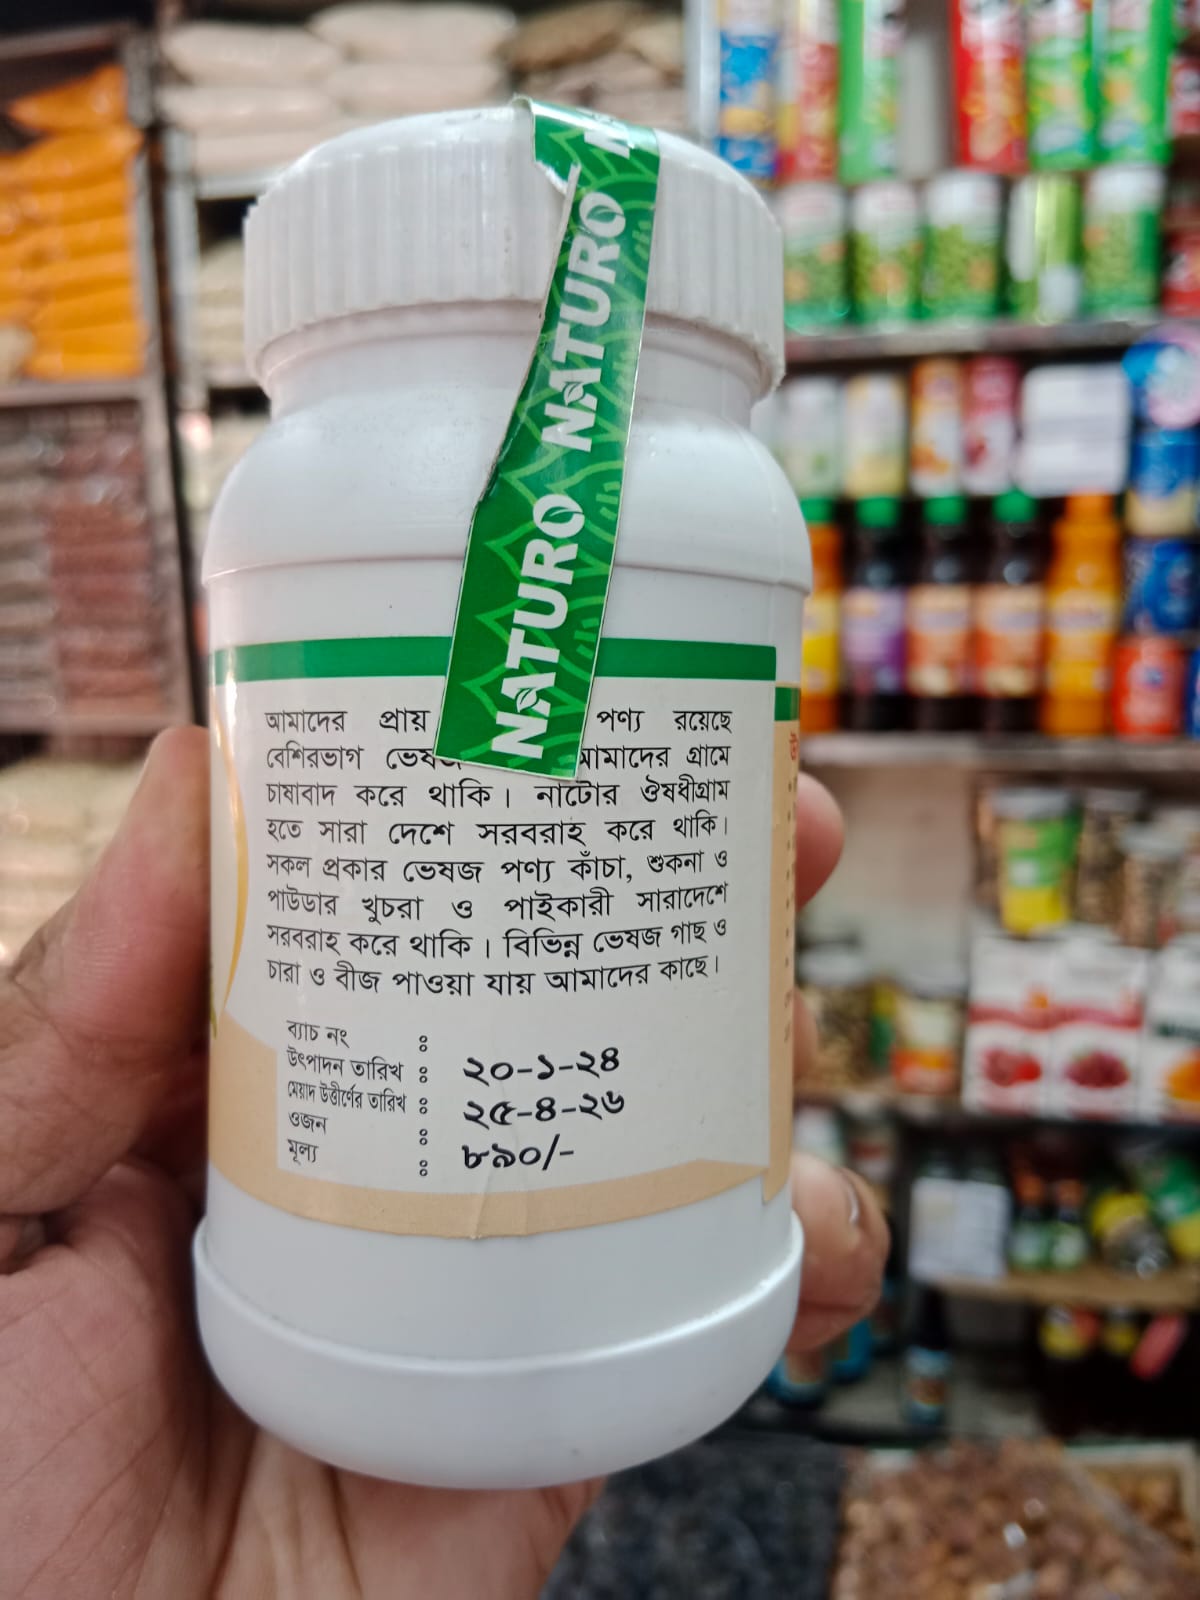 NATURO NATURO
আমাদের প্রায় পণ্য রয়েছে
বেশিরভাগ আমাদের গ্রামে
চাষাবাদ করে থাকি। নাটোর ঔষধীগ্রাম
হতে সারা দেশে সরবরাহ করে থাকি।
সকল প্রকার ভেষজ পণ্য কাঁচা, শুকনা ও
পাউডার খুচরা ও পাইকারী সারাদেশে
সরবরাহ করে থাকি। বিভিন্ন ভেষজ গাছ ও
চারা ও বীজ পাওয়া যায় আমাদের কাছে।
ব্যাচ নং :
উৎপাদন তারিখ : ২০-১-২৪
মেয়াদ উত্তীর্ণের তারিখ : ২৫-৪-২৬
ওজন :
মূল্য : ৮৯০/-